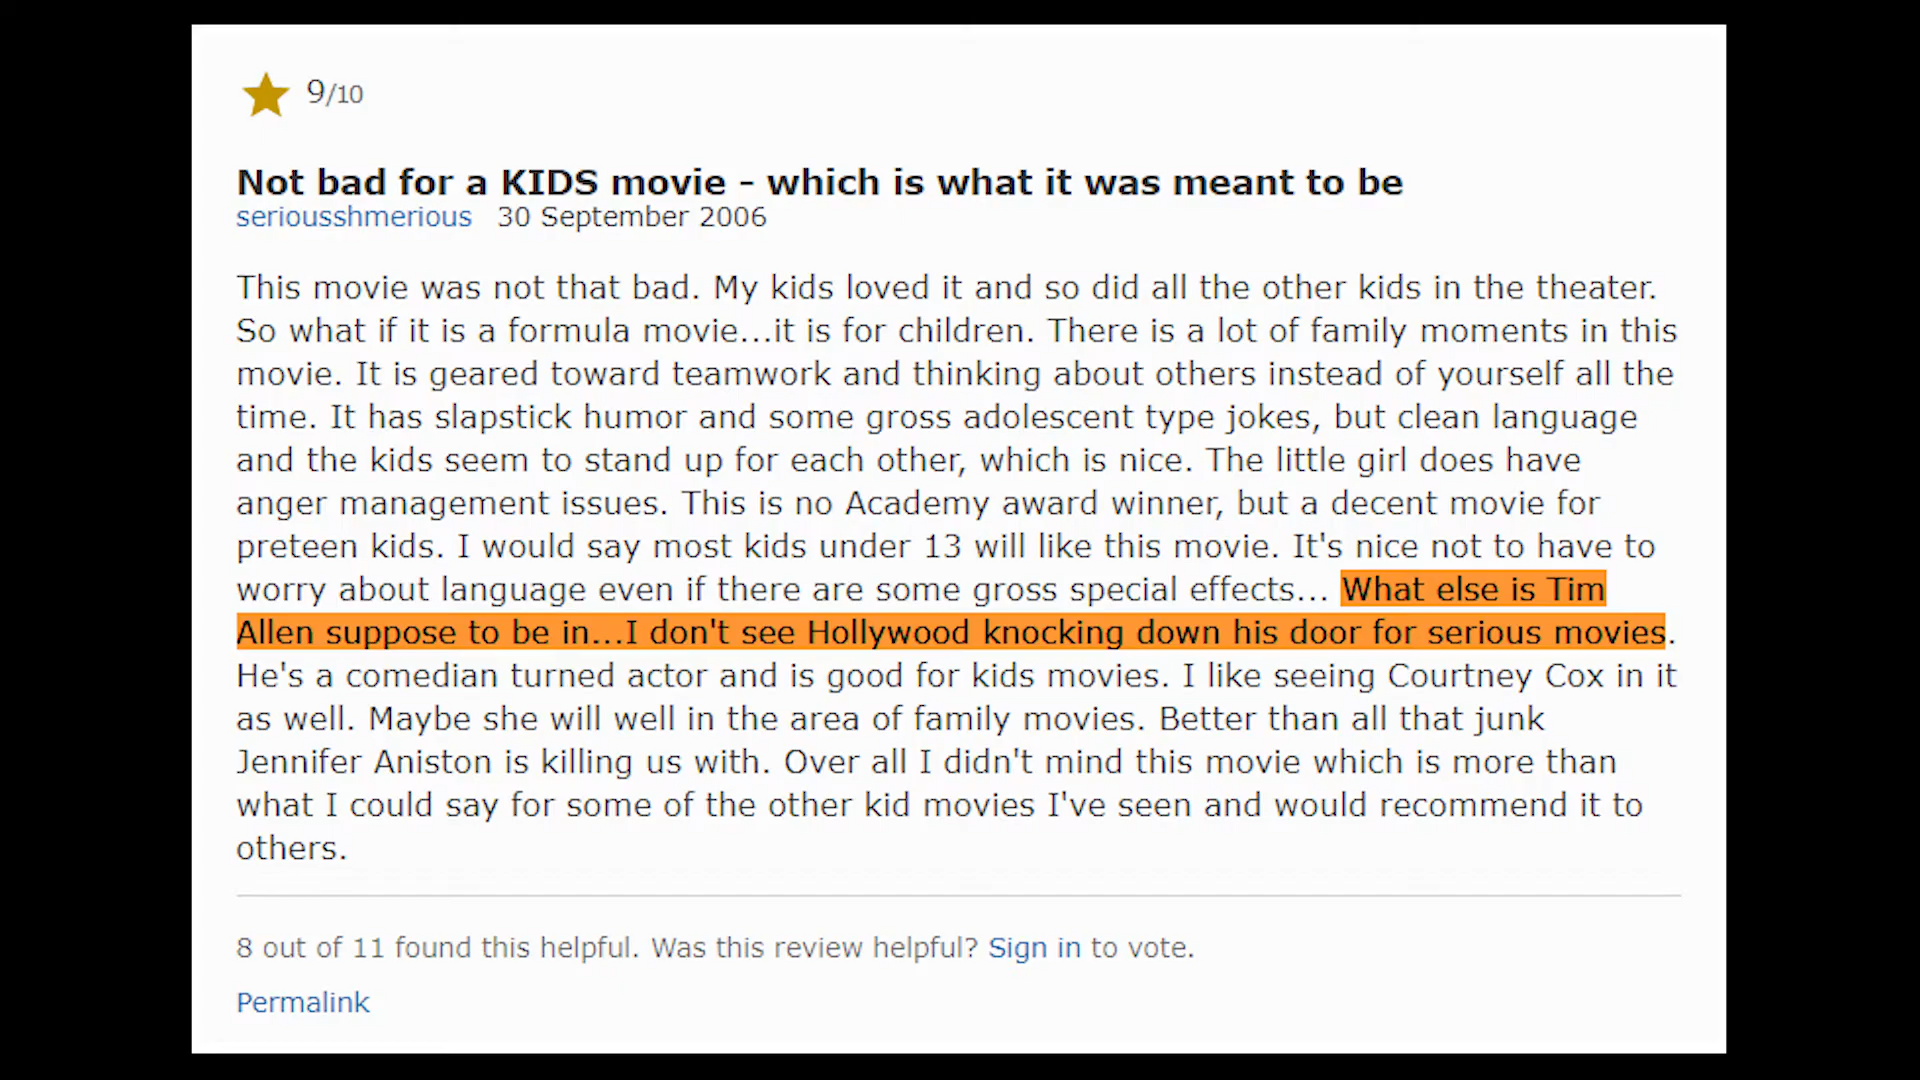 9/10
Not bad for a KIDS movie - which is what it was meant to be
seriousshmerious 30 September 2006
This movie was not that bad. My kids loved it and so did all the other kids in the theater.
So what if it is a formula movie...it is for children. There is a lot of family moments in this
movie. It is geared toward teamwork and thinking about others instead of yourself all the
time. It has slapstick humor and some gross adolescent type jokes, but clean language
and the kids seem to stand up for each other, which is nice. The little girl does have
anger management issues. This is no Academy award winner, but a decent movie for
preteen kids. I would say most kids under 13 will like this movie. It's nice not to have to
worry about language even if there are some gross special effects... What else is Tim
Allen suppose to be in...I don't see Hollywood knocking down his door for serious movies.
He's a comedian turned actor and is good for kids movies. I like seeing Courtney Cox in it
as well. Maybe she will well in the area of family movies. Better than all that junk
Jennifer Aniston is killing us with. Over all I didn't mind this movie which is more than
what I could say for some of the other kid movies I've seen and would recommend it to
others.
8 out of 11 found this helpful. Was this review helpful? Sign in to vote.
Permalink